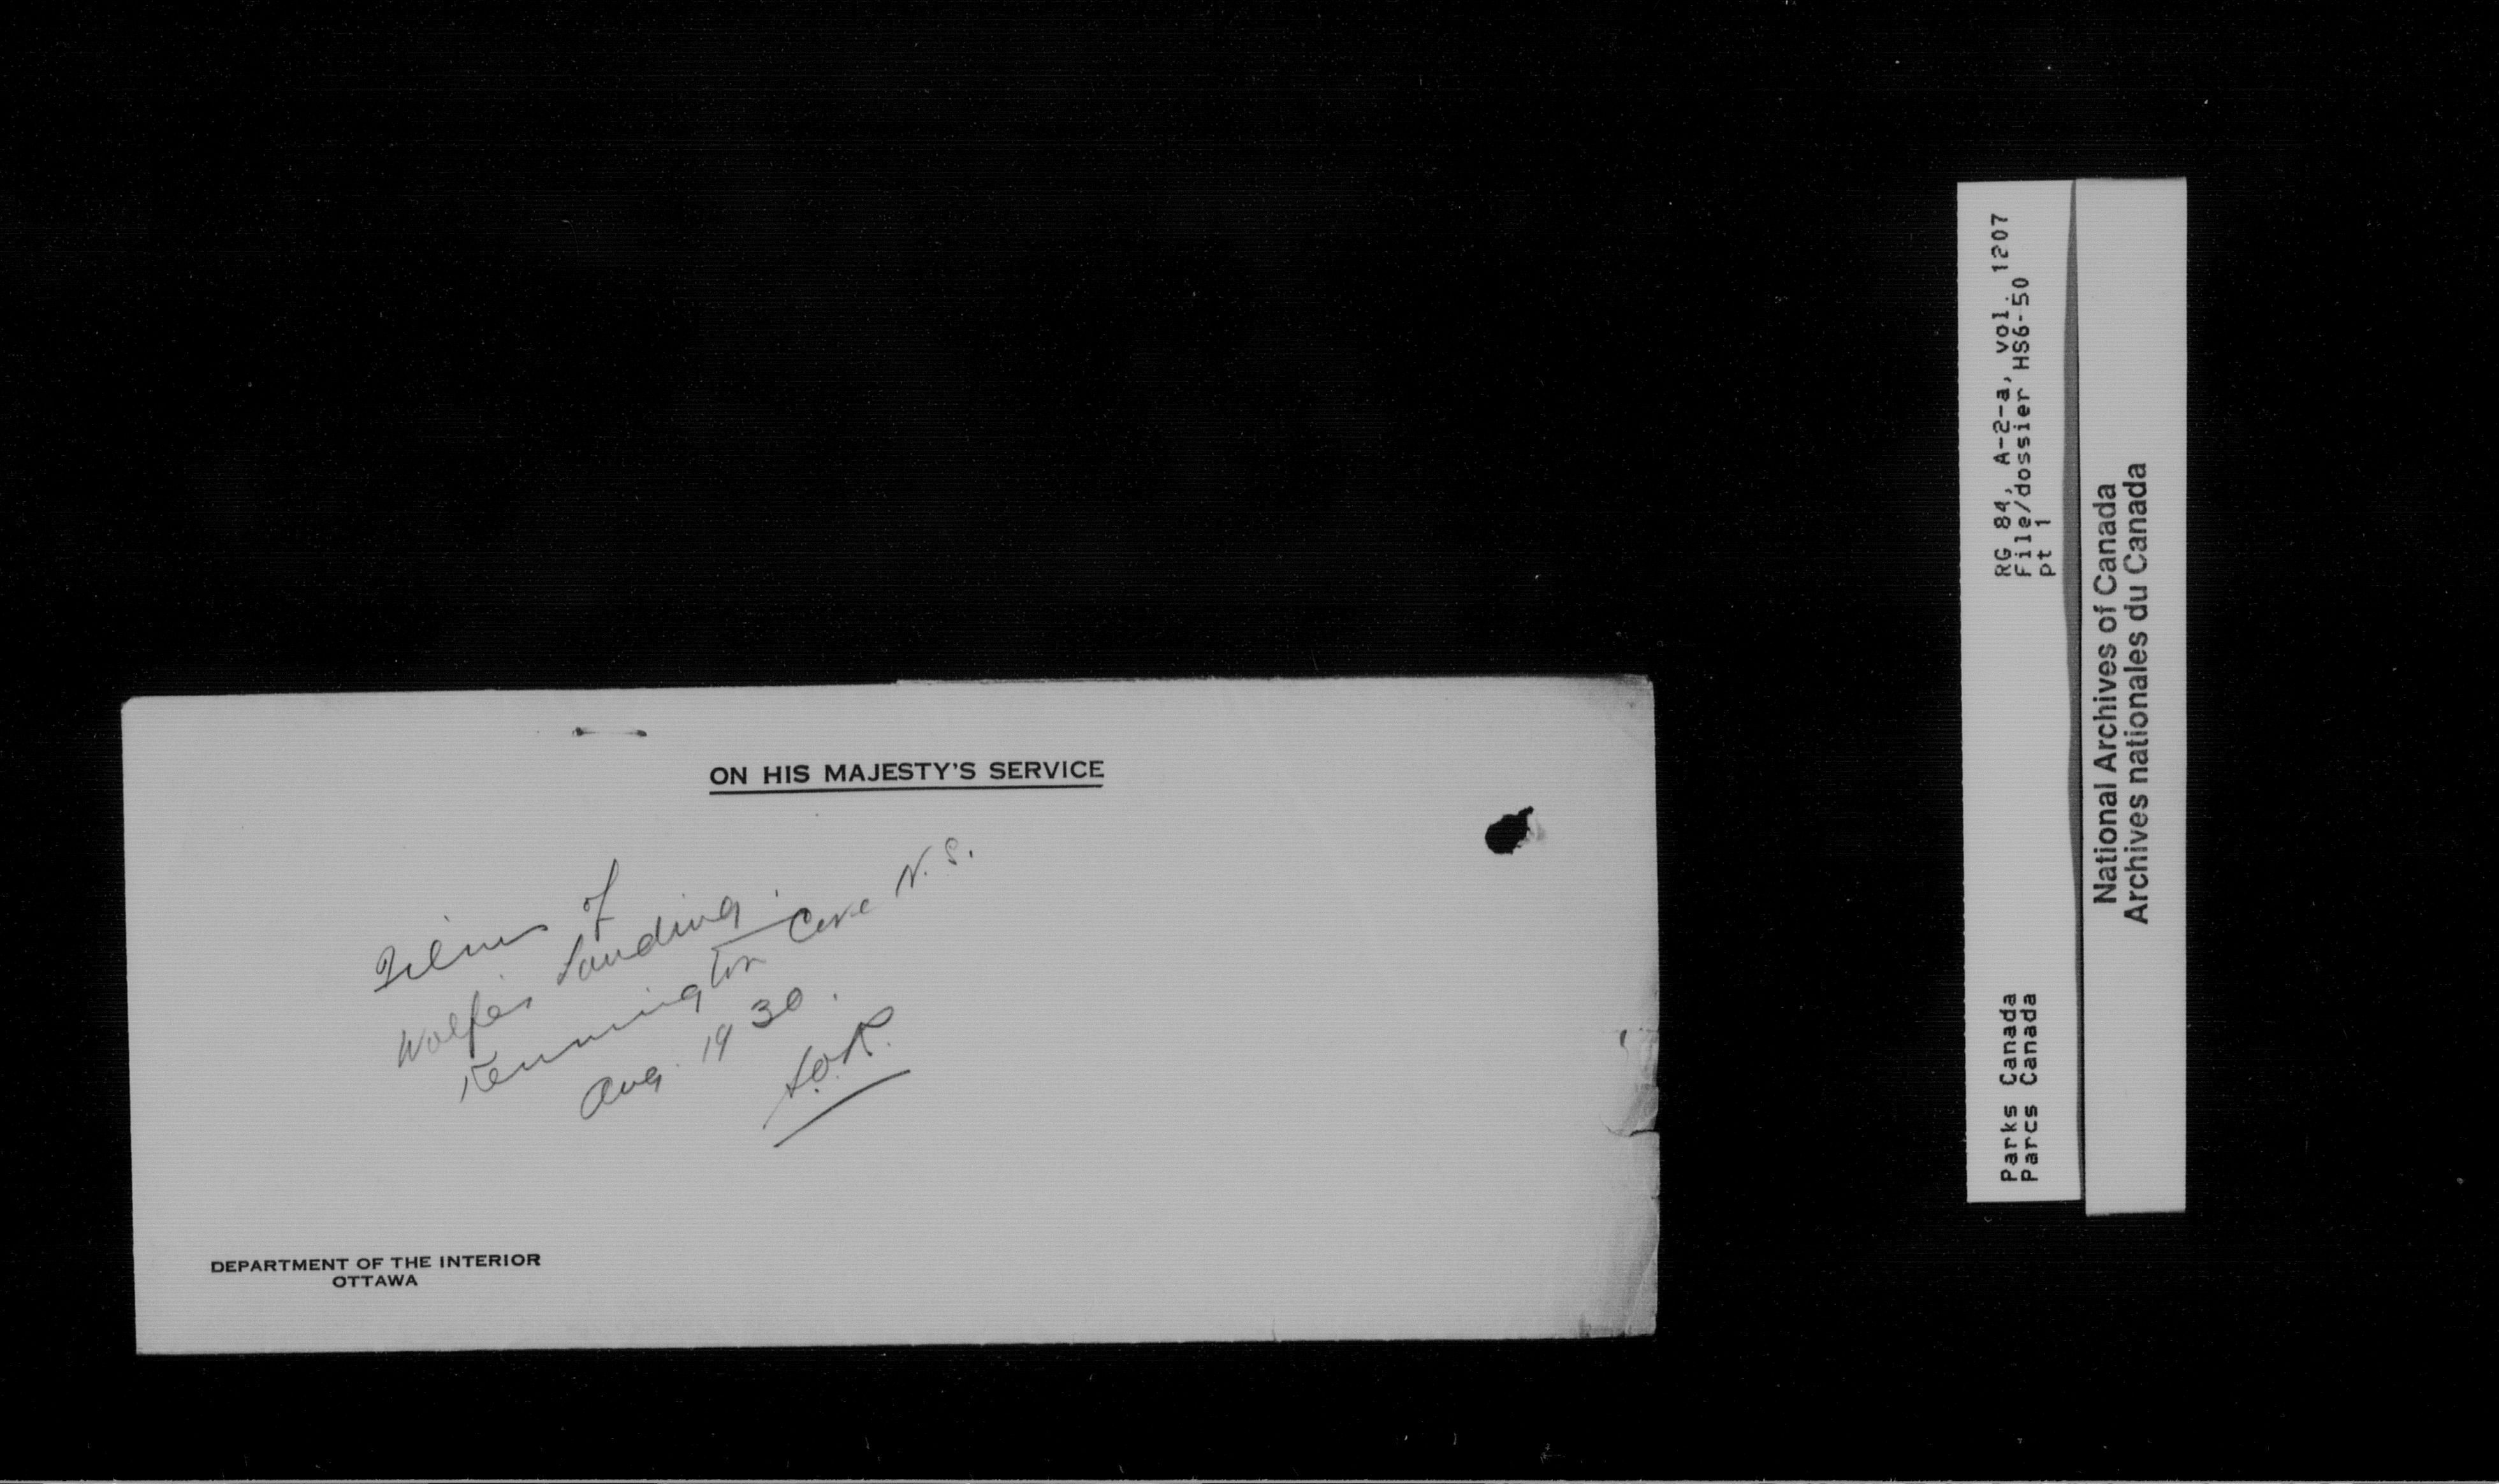 ON HIS MAJESTY'S SERVICE
Films of
Wolfe's Landing.
Kennington Cove N.S.
Aug. 1930.
DEPARTMENT OF THE INTERIOR
OTTAWA
RG 84, A-2-a, vol. 1207
File/dossier HS6-50
pt 1
Parks Canada
Parcs Canada
National Archives of Canada
Archives nationales du Canada